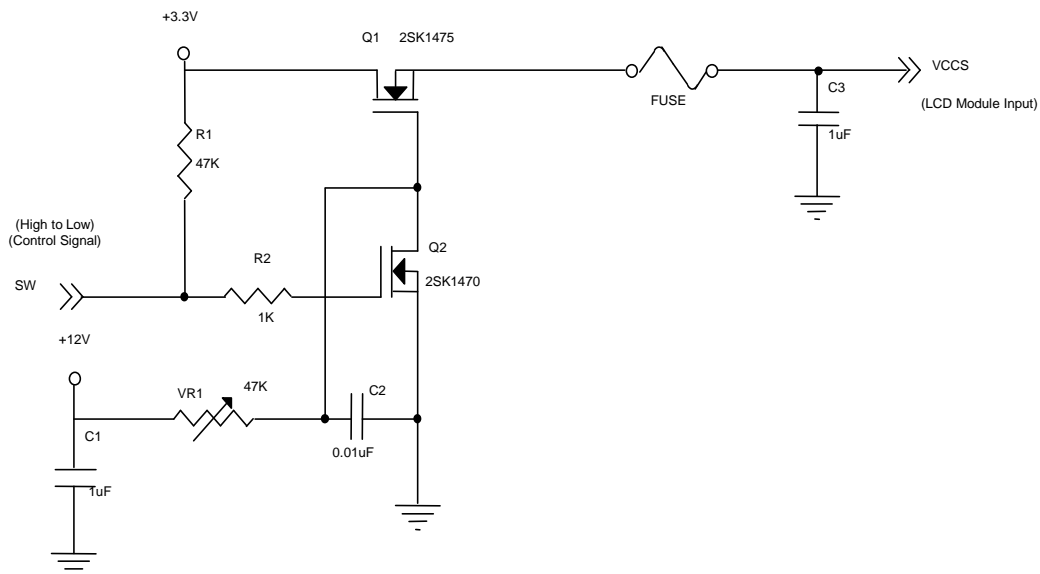 +3.3V
Q1 2SK1475
VCCS
FUSE
C3
(LCD Module Input)
1uF
R1
47K
(High to Low)
(Control Signal)
Q2
R2
2SK1470
SW
1K
+12V
VR1
47K
C2
C1
0.01uF
1uF